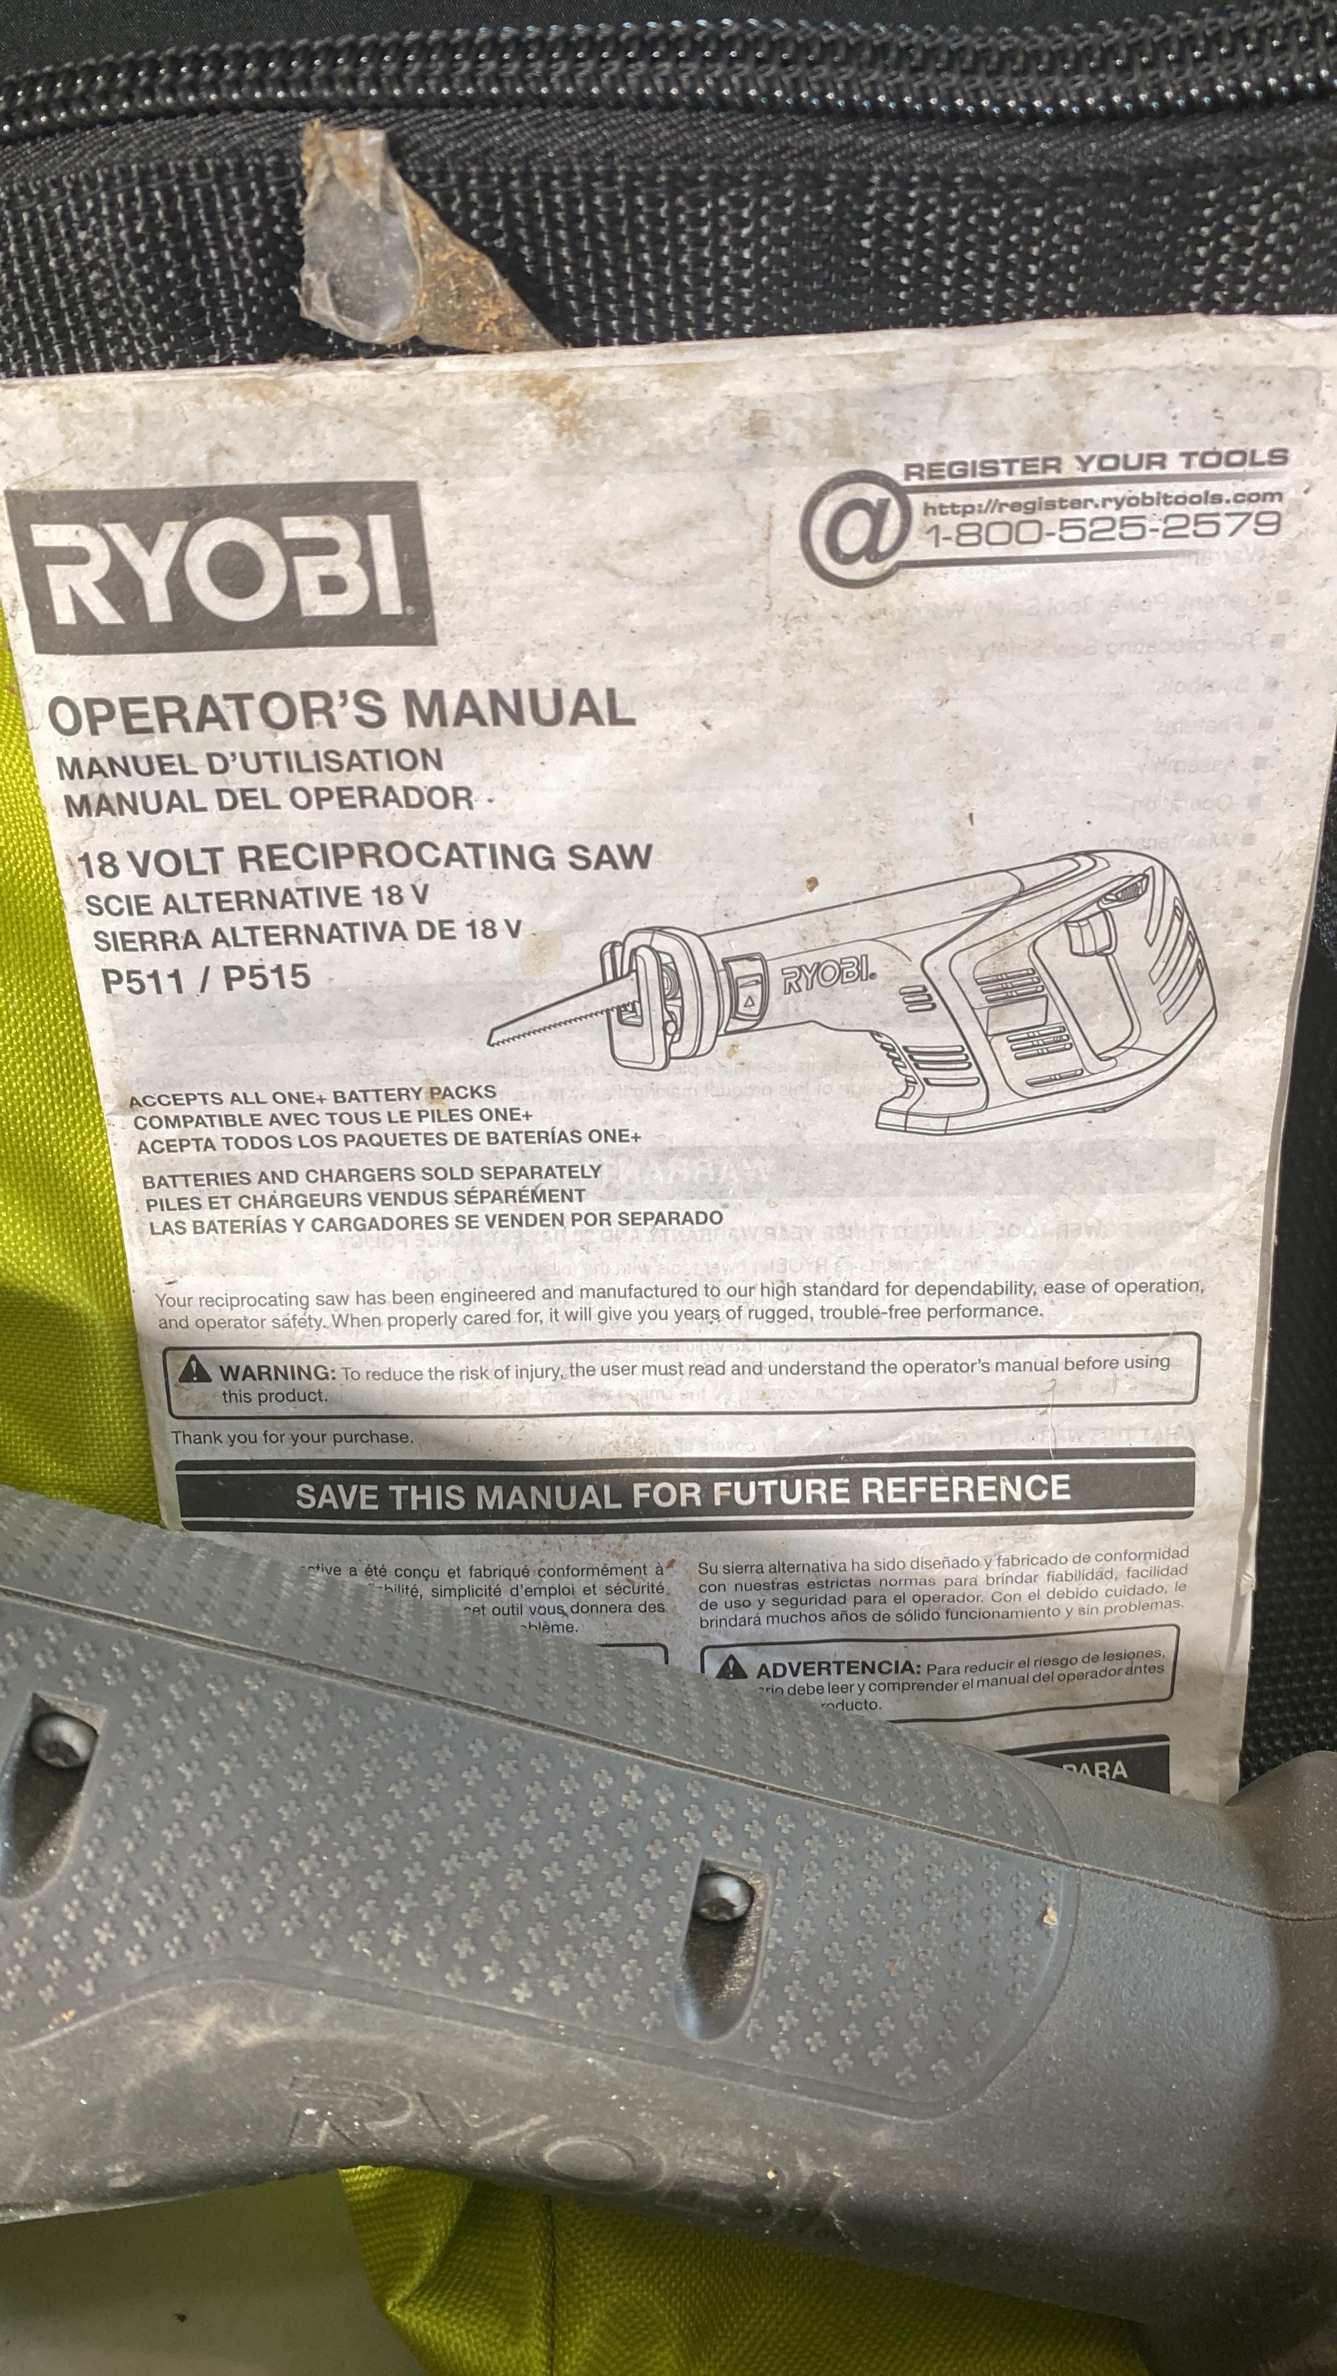 REGISTER YOUR TOOLS
http://register.ryobitools.com
1-800-525-2579
RYOBI
OPERATOR'S MANUAL
MANUEL D'UTILISATION
MANUAL DEL OPERADOR
18 VOLT RECIPROCATING SAW
SCIE ALTERNATIVE 18 V
SIERRA ALTERNATIVA DE 18 V
P511 / P515
RYOBI
ACCEPTS ALL ONE+ BATTERY PACKS
COMPATIBLE AVEC TOUS LE PILES ONE+
ACEPTA TODOS LOS PAQUETES DE BATERÍAS ONE+
BATTERIES AND CHARGERS SOLD SEPARATELY
PILES ET CHARGEURS VENDUS SÉPARÉMENT
LAS BATERÍAS Y CARGADORES SE VENDEN POR SEPARADO
Your reciprocating saw has been engineered and manufactured to our high standard for dependability, ease of operation,
and operator safety. When properly cared for, it will give you years of rugged, trouble-free performance.
WARNING: To reduce the risk of injury, the user must read and understand the operator's manual before using
this product.
Thank you for your purchase.
SAVE THIS MANUAL FOR FUTURE REFERENCE
a été conçu et fabriqué conformément à
simplicité d'emploi et sécurité.
outil vous donnera des
Su sierra alternativa ha sido diseñado y fabricado de conformidad
con nuestras estrictas normas para brindar fiabilidad, facilidad
de uso y seguridad para el operador. Con el debido cuidado, le
brindará muchos años de sólido funcionamiento y sin problemas.
ADVERTENCIA: Para reducir el riesgo de lesiones,
debe leer y comprender el manual del operador antes
PARA
RYOBI